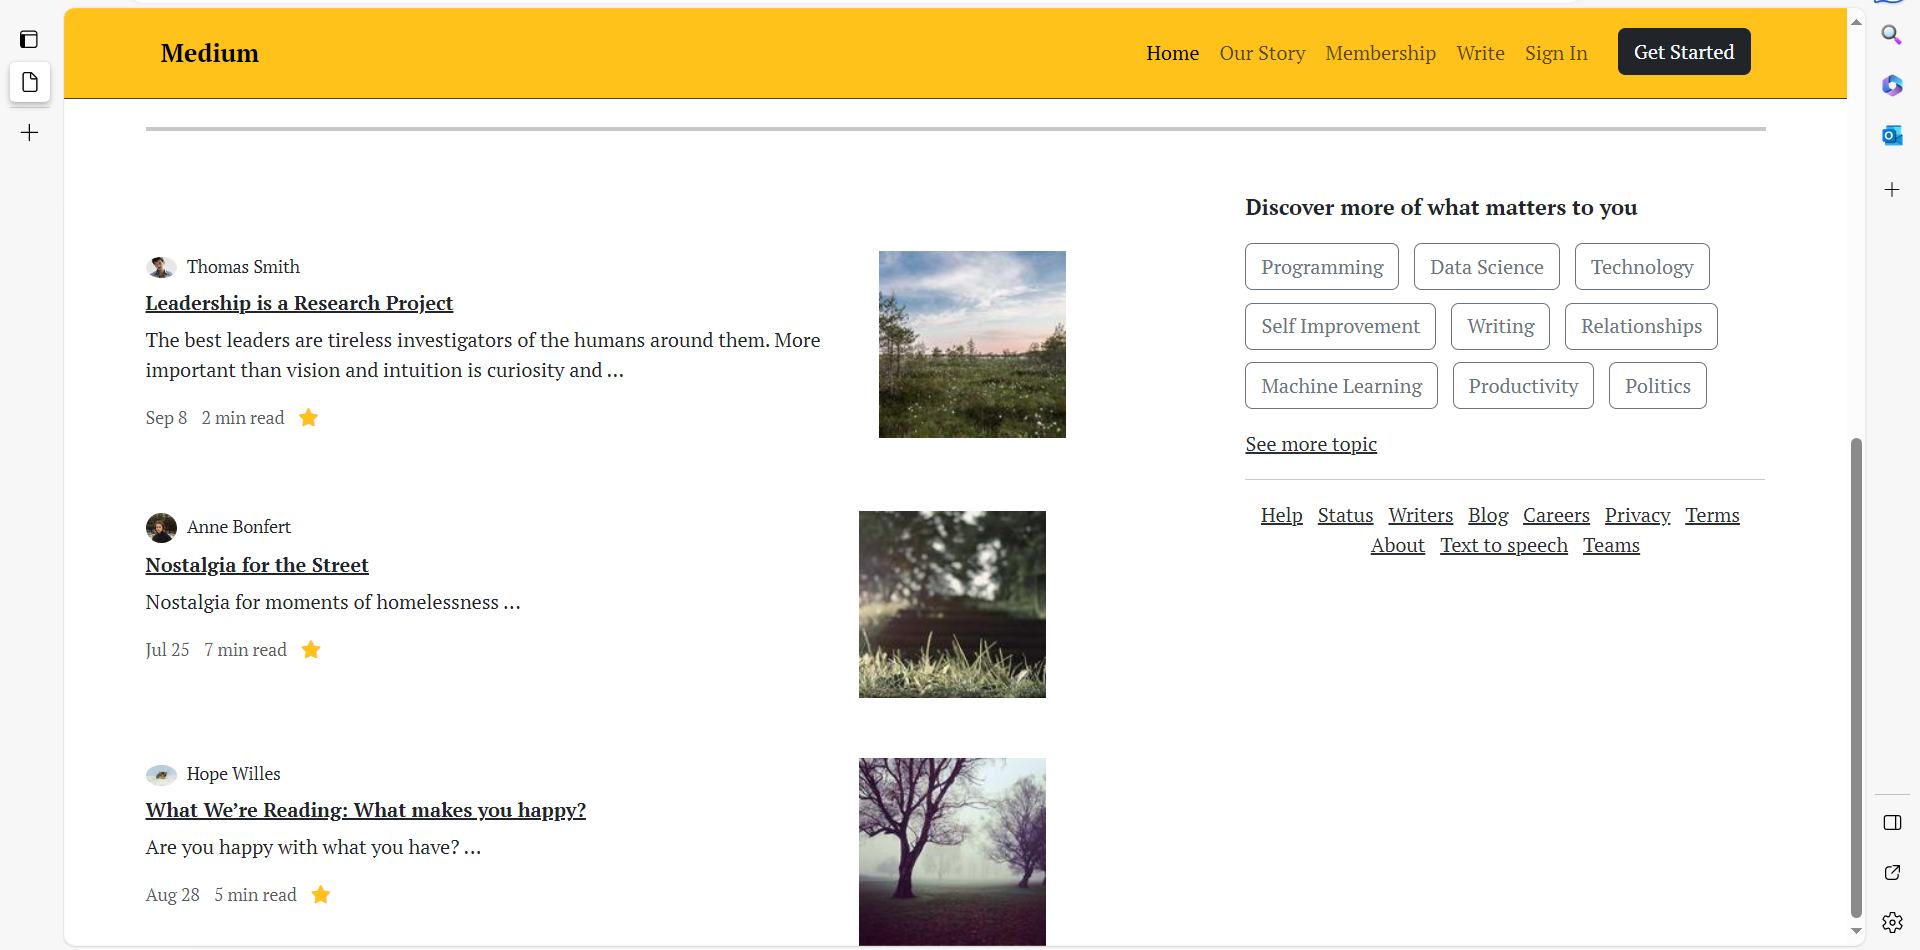 Medium
Home Our Story Membership Write Sign In Get Started
Thomas Smith
Leadership is a Research Project
The best leaders are tireless investigators of the humans around them. More
important than vision and intuition is curiosity and ...
Sep 8 2 min read
Anne Bonfert
Nostalgia for the Street
Nostalgia for moments of homelessness ...
Jul 25 7 min read
Hope Willes
What We’re Reading: What makes you happy?
Are you happy with what you have? ...
Aug 28 5 min read
Discover more of what matters to you
Programming Data Science Technology
Self Improvement Writing Relationships
Machine Learning Productivity Politics
See more topic
Help Status Writers Blog Careers Privacy Terms
About Text to speech Teams